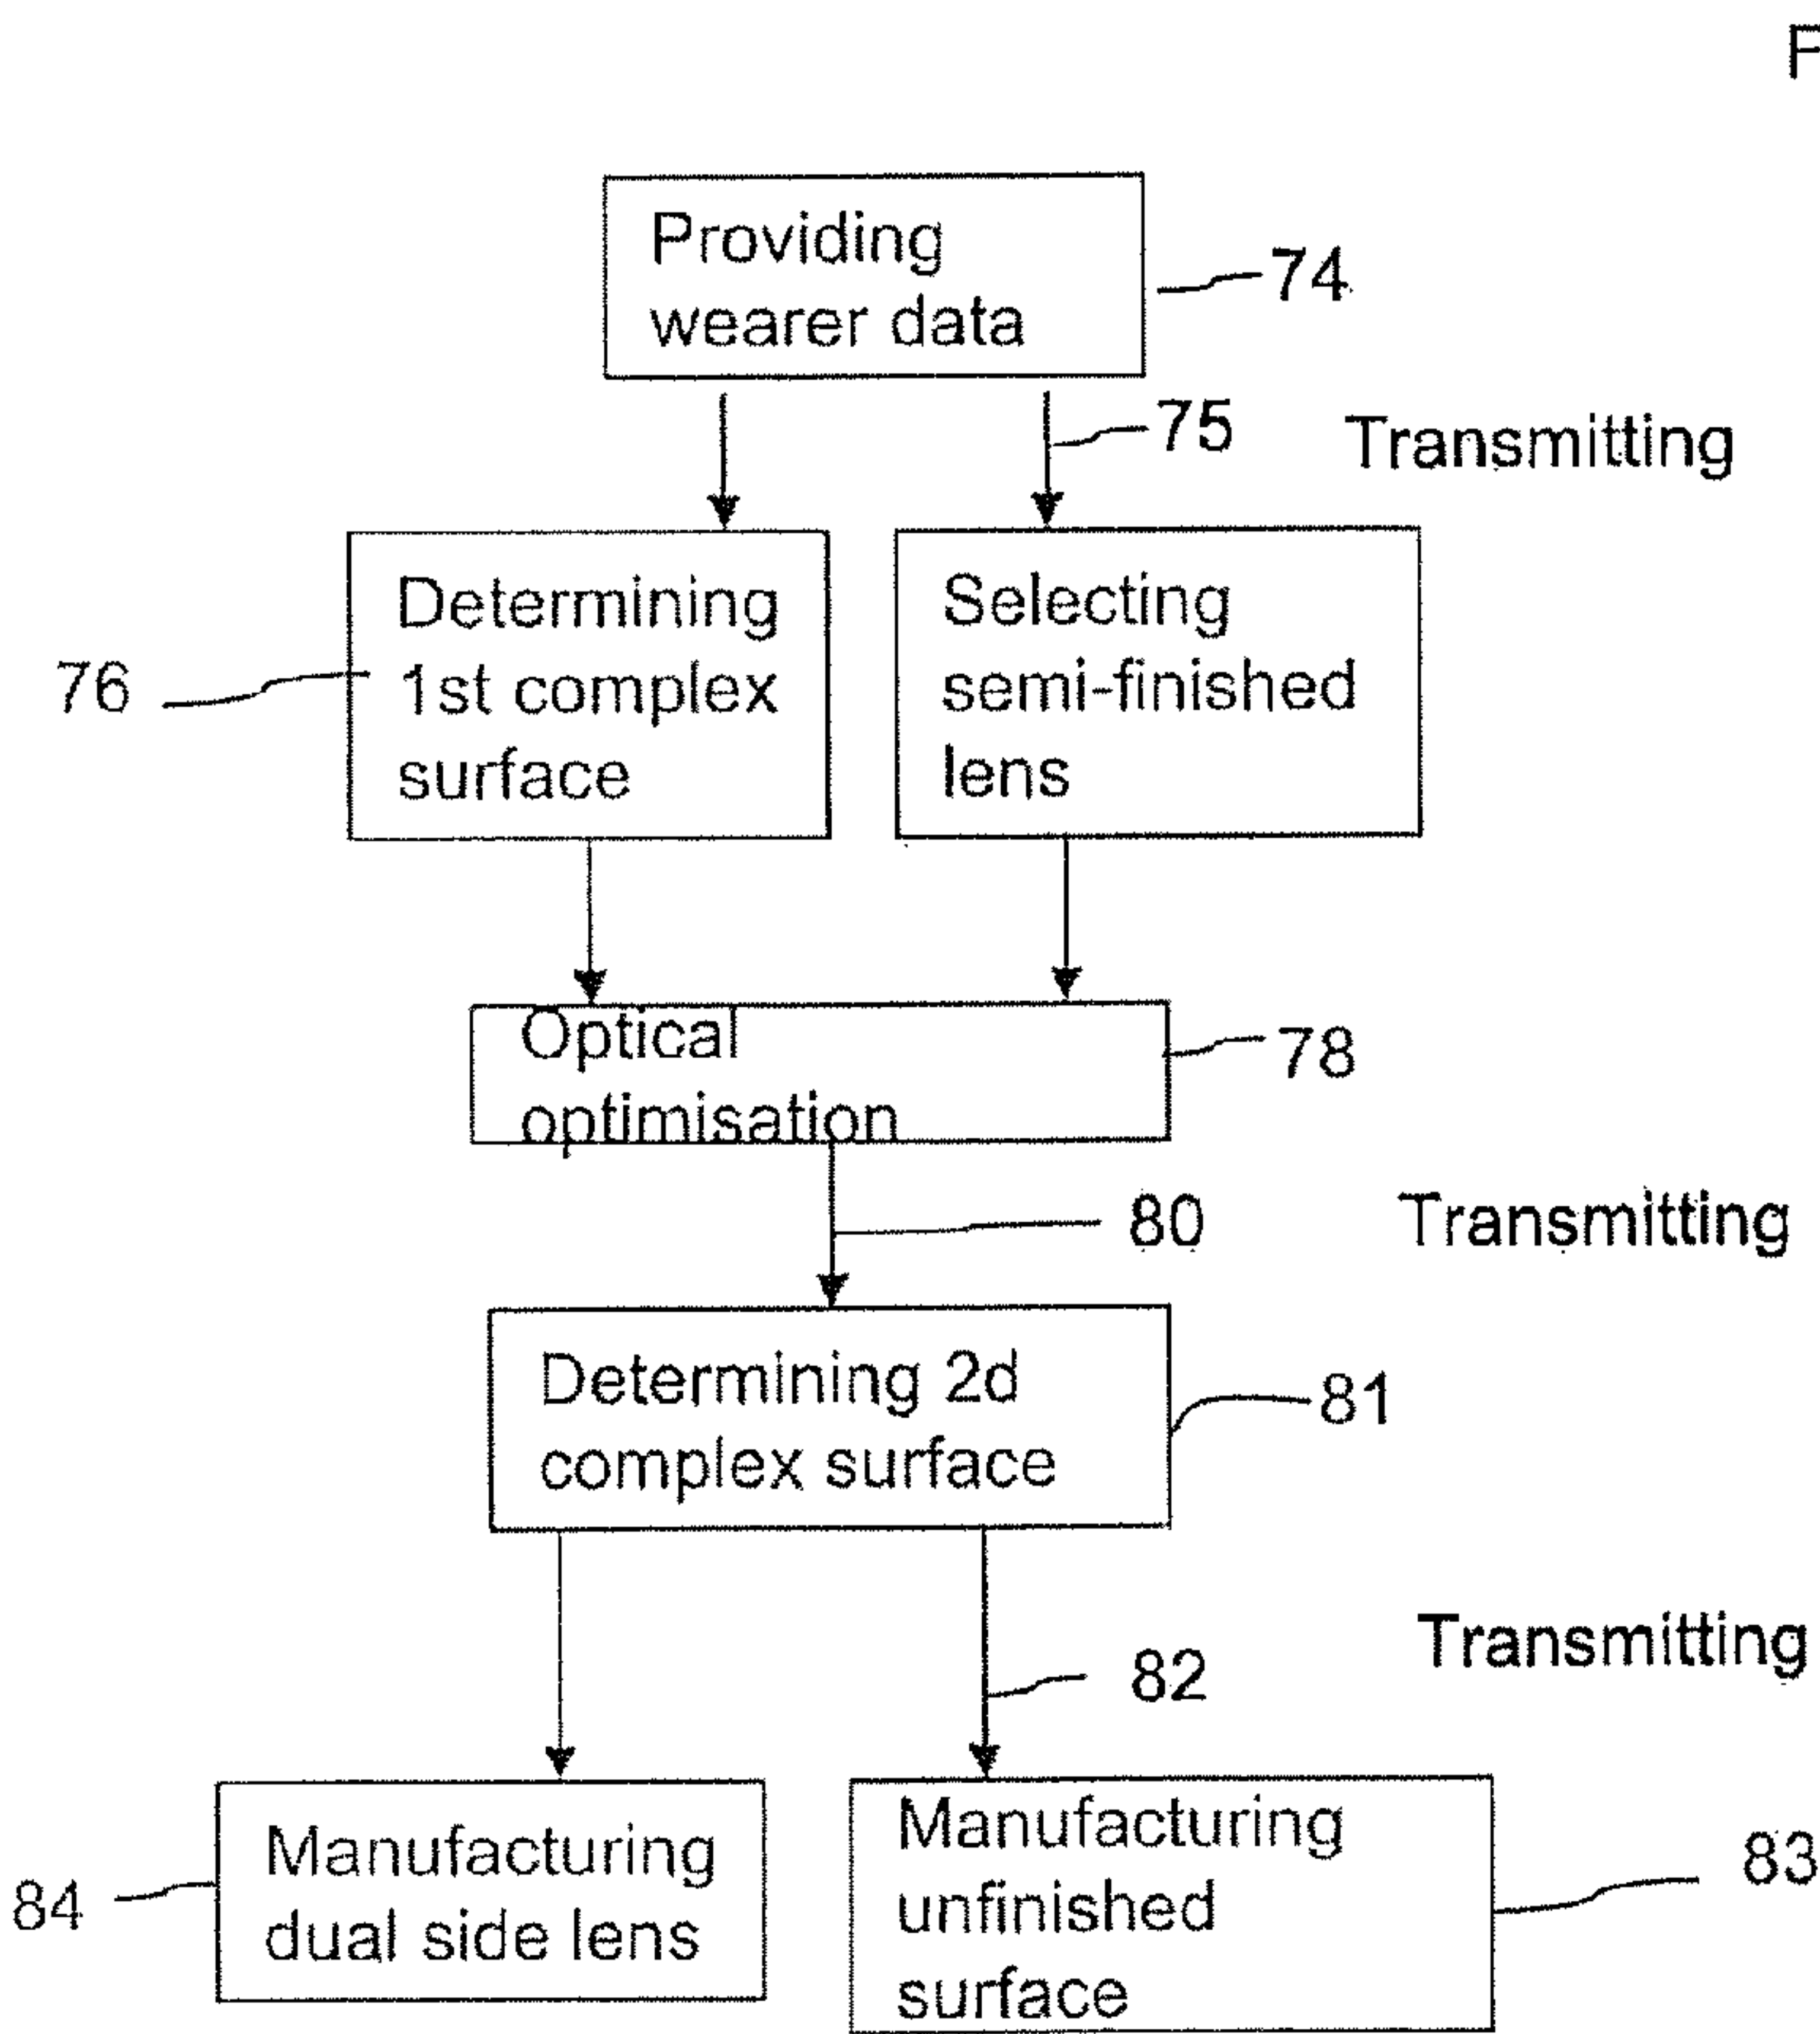 F
Providing
wearer data
74
75
Transmitting
Determining
1st complex
surface
76
Selecting
semi-finished
lens
Optical
optimisation
78
80
Transmitting
Determining 2d
complex surface
81
Transmitting
82
Manufacturing
dual side lens
84
Manufacturing
unfinished
surface
83